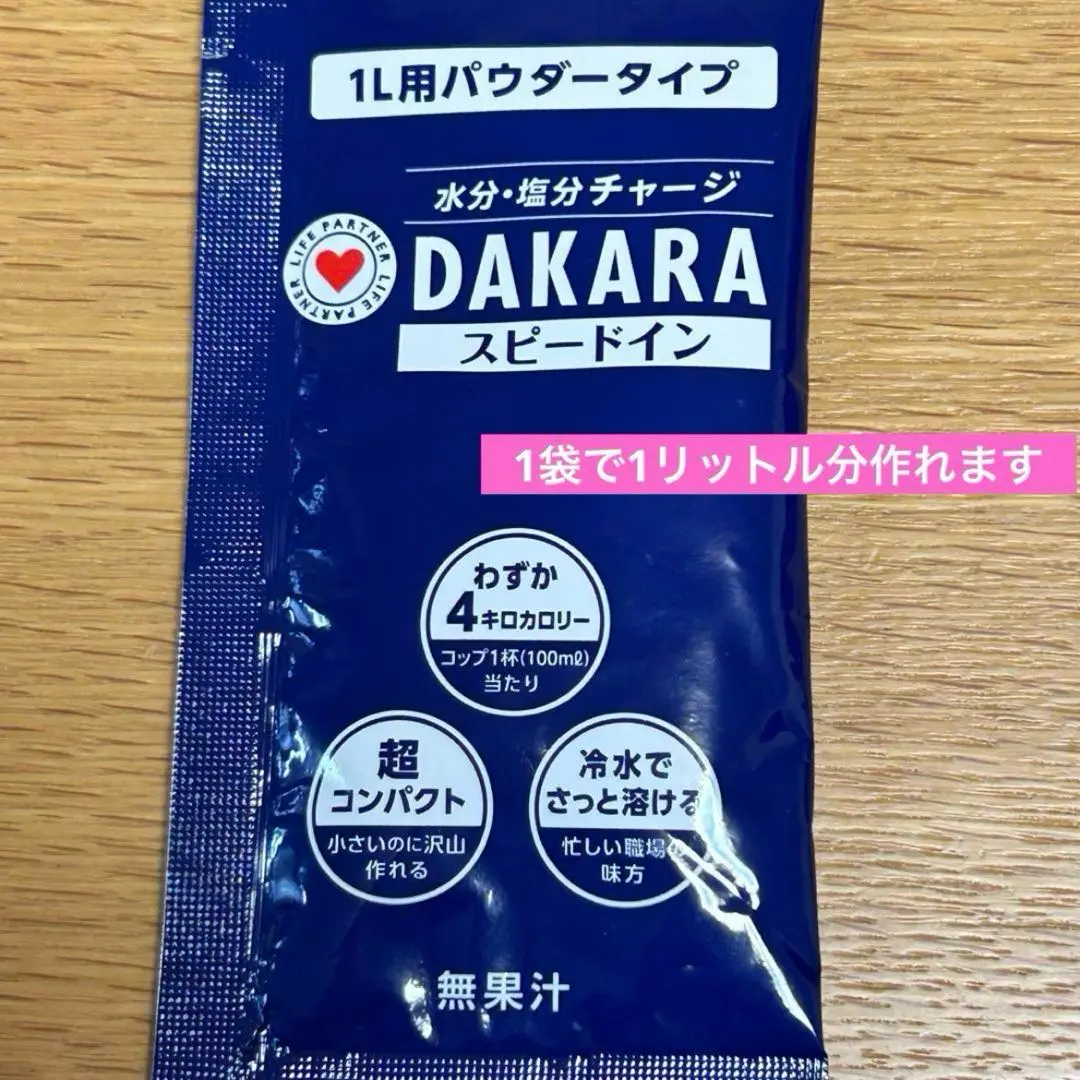 1L用パウダータイプ
水分・塩分チャージ
LIFE PARTNER LIFE PARTNER
DAKARA
スピードイン
1袋で1リットル分作れます
わずか
4キロカロリー
コップ1杯(100mℓ)
当たり
超
コンパクト
小さいのに沢山
作れる
冷水で
さっと溶ける
忙しい職場の
味方
無果汁